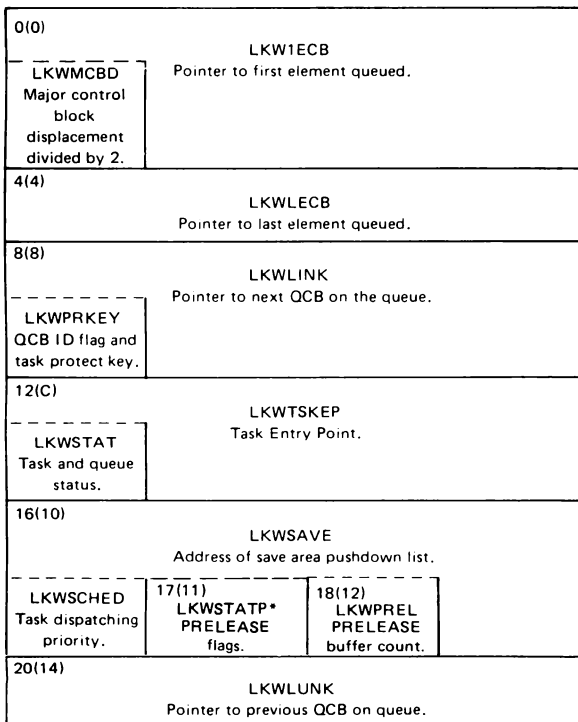 0(0)
LKW1ECB
Pointer to first element queued.
LKWMCBD
Major control
block
displacement
divided by 2.
4(4)
LKWLECB
Pointer to last element queued.
8(8)
LKWLINK
Pointer to next QCB on the queue.
LKWPRKEY
QCB ID flag and
task protect key.
12(C)
LKWTSKEP
Task Entry Point.
LKWSTAT
Task and queue
status.
16(10)
LKWSAVE
Address of save area pushdown list.
LKWSCHED
Task dispatching
priority.
17(11)
LKWSTATP*
PRELEASE
flags.
18(12)
LKWPREL
PRELEASE
buffer count.
20(14)
LKWLUNK
Pointer to previous QCB on queue.